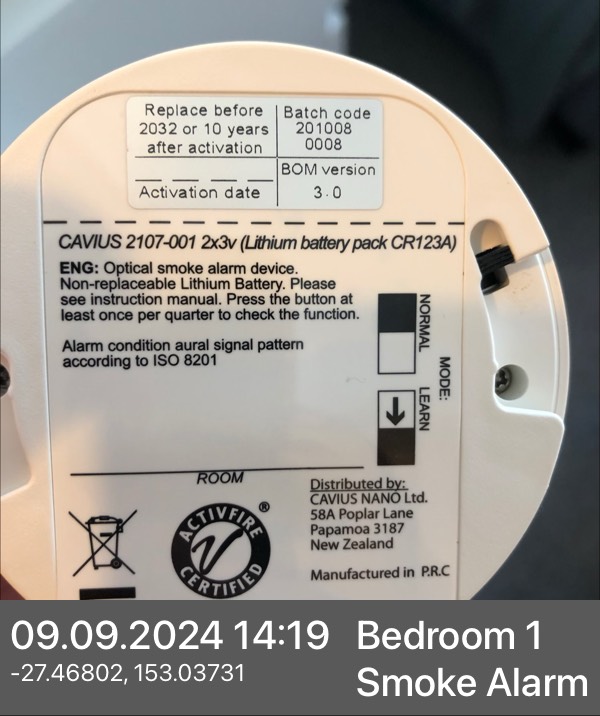 Replace before
2032 or 10 years
after activation
Activation date
Batch code
201008
0008
BOM version
3.0
CAVIUS 2107-001 2x3v (Lithium battery pack CR123A)
ENG: Optical smoke alarm device.
Non-replaceable Lithium Battery. Please
see instruction manual. Press the button at
least once per quarter to check the function.
Alarm condition aural signal pattern
according to ISO 8201
NORMAL
MODE:
LEARN
ROOM
ACTIVFIRE®
CERTIFIED
Distributed by:
CAVIUS NANO Ltd.
58A Poplar Lane
Papamoa 3187
New Zealand
Manufactured in P.R.C
09.09.2024 14:19
-27.46802, 153.03731
Bedroom 1
Smoke Alarm